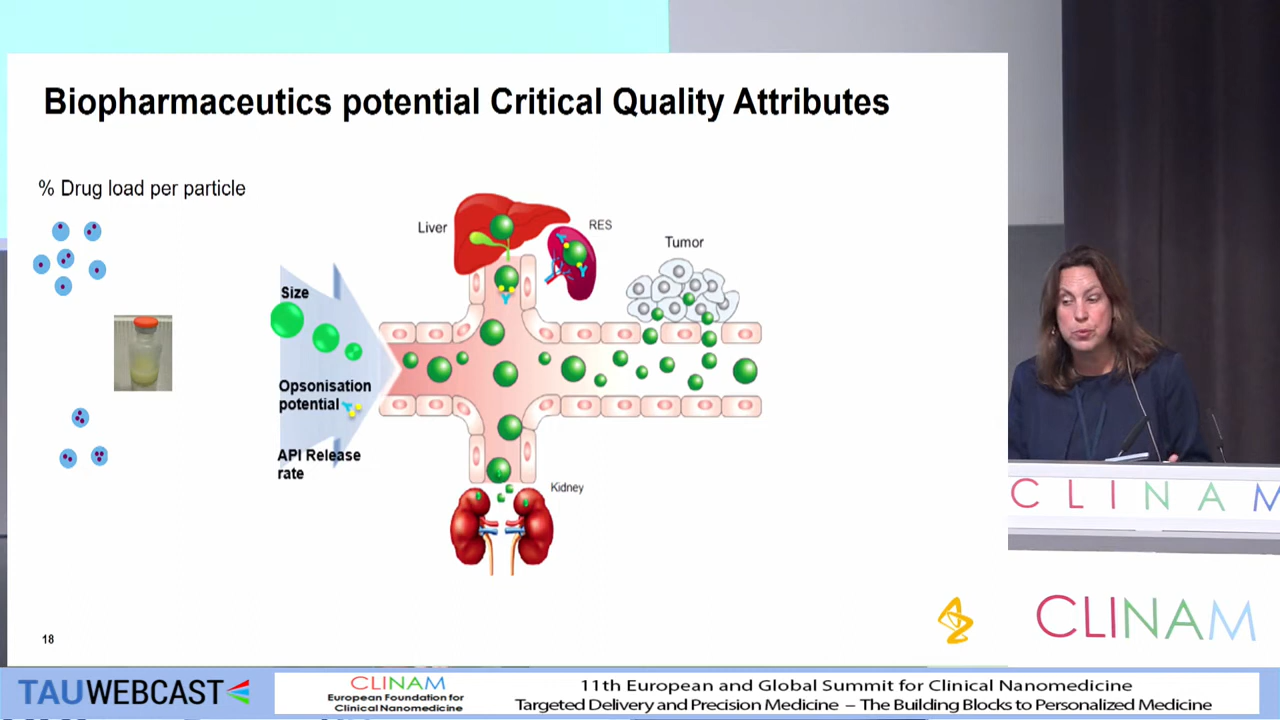 Biopharmaceutics potential Critical Quality Attributes
% Drug load per particle
Size
Opsonisation
potential
API Release
rate
Liver
RES
Tumor
Kidney
18
CLINAM
CLINAM
TAUWEBCAST
CLINAM
European Foundation for
Clinical Nanomedicine
11th European and Global Summit for Clinical Nanomedicine
Targeted Delivery and Precision Medicine – The Building Blocks to Personalized Medicine